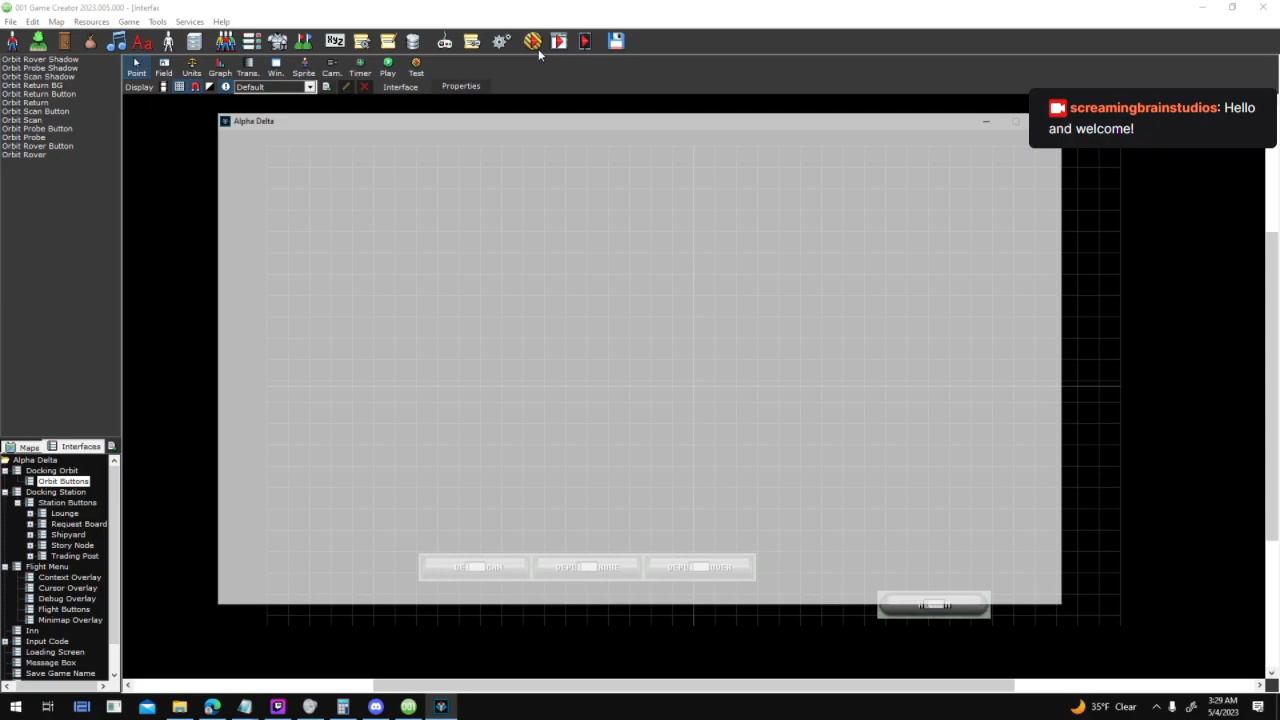 001 Game Creator 2023.005.000 - [Interfac
File Edit Map Resources Game Tools Services Help
Orbit Rover Shadow
Orbit Probe Shadow
Orbit Scan Shadow
Orbit Return BG
Orbit Return Button
Orbit Return
Orbit Scan Button
Orbit Scan
Orbit Probe Button
Orbit Probe
Orbit Rover Button
Orbit Rover
Point Field Units Graph Trans. Win. Sprite Cam. Timer Play Test
Display Default Interface Properties
screamingbrainstudios: Hello
and welcome!
Alpha Delta
Maps Interfaces
Alpha Delta
Docking Orbit
Orbit Buttons
Docking Station
Station Buttons
Lounge
Request Board
Shipyard
Story Node
Trading Post
Flight Menu
Context Overlay
Cursor Overlay
Debug Overlay
Flight Buttons
Minimap Overlay
Inn
Input Code
Loading Screen
Message Box
Save Game Name
35°F Clear
3:29 AM
5/4/2023